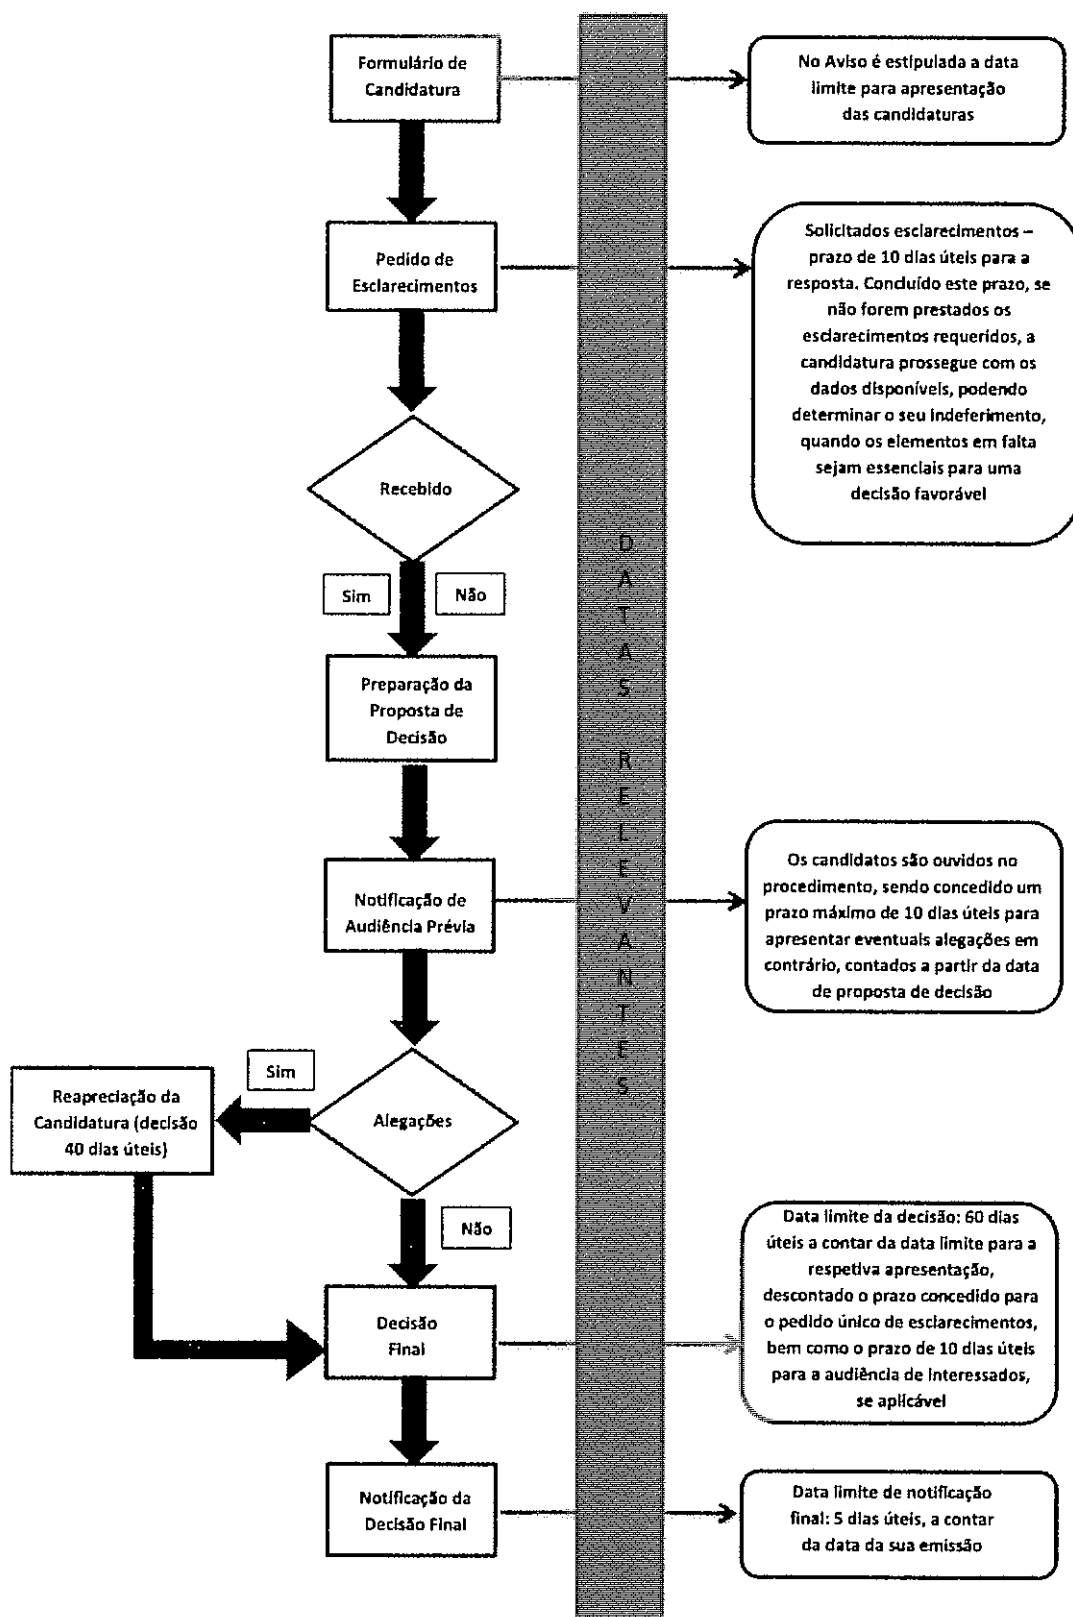 Formulário de
Candidatura
No Aviso é estipulada a data
limite para apresentação
das candidaturas
Pedido de
Esclarecimentos
Solicitados esclarecimentos –
prazo de 10 dias úteis para a
resposta. Concluído este prazo, se
não forem prestados os
esclarecimentos requeridos, a
candidatura prossegue com os
dados disponíveis, podendo
determinar o seu indeferimento,
quando os elementos em falta
sejam essenciais para uma
decisão favorável
Recebido
Sim
Não
Preparação da
Proposta de
Decisão
DATAS RELEVANTES
Notificação de
Audiência Prévia
Os candidatos são ouvidos no
procedimento, sendo concedido um
prazo máximo de 10 dias úteis para
apresentar eventuais alegações em
contrário, contados a partir da data
de proposta de decisão
Sim
Reapreciação da
Candidatura (decisão
40 dias úteis)
Alegações
Não
Decisão
Final
Data limite da decisão: 60 dias
úteis a contar da data limite para a
respetiva apresentação,
descontado o prazo concedido para
o pedido único de esclarecimentos,
bem como o prazo de 10 dias úteis
para a audiência de interessados,
se aplicável
Notificação da
Decisão Final
Data limite de notificação
final: 5 dias úteis, a contar
da data da sua emissão